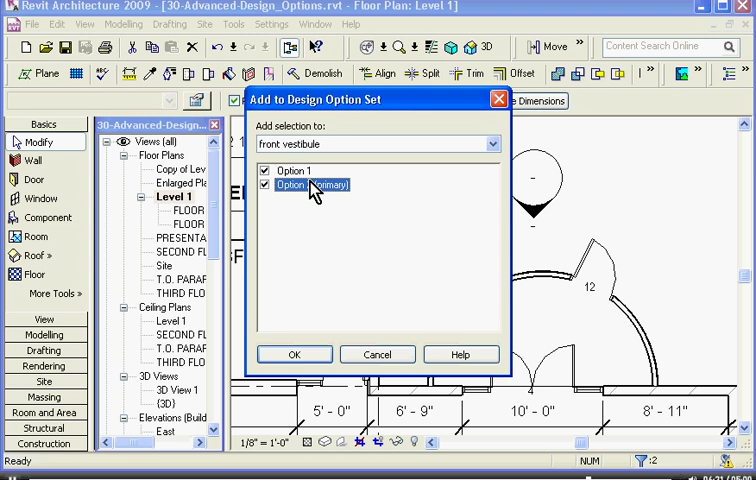 Revit Architecture 2009 - [30-Advanced-Design_Options.rvt - Floor Plan: Level 1]
File Edit View Modelling Drafting Site Tools Settings Window Help
3D Move » Content Search Online
Plane Demolish Align Split Trim Offset » »
Dimensions
Basics
Modify
Wall
Door
Window
Component
Room
Roof »
Floor
More Tools »
View
Modelling
Drafting
Rendering
Site
Massing
Room and Area
Structural
Construction
30-Advanced-Design...
Views (all)
Floor Plans
Copy of Lev
Enlarged Pla
Level 1
FLOOR
FLOOR
PRESENTA
SECOND FL
Site
T.O. PARAF
THIRD FLO
Ceiling Plans
Level 1
SECOND FL
T.O. PARAF
THIRD FLO
3D Views
3D View 1
{3D}
Elevations (Build
East
Add to Design Option Set
Add selection to:
front vestibule
Option 1
Option (primary)
OK Cancel Help
12
4
5' - 0" 6' - 9" 10' - 0" 8' - 11"
1/8" = 1'-0"
Ready NUM :2